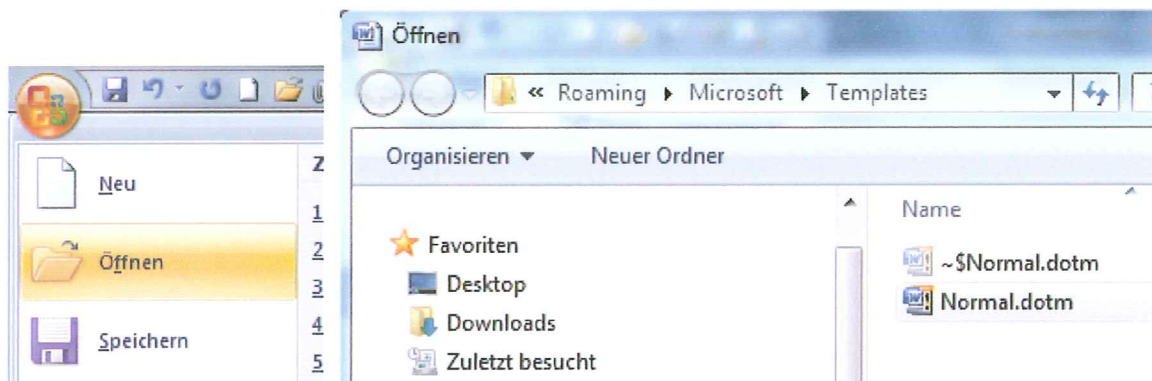 Neu
Öffnen
Speichern
Z
1
2
3
4
5
Öffnen
« Roaming ▸ Microsoft ▸ Templates
Organisieren ▾ Neuer Ordner
Favoriten
Desktop
Downloads
Zuletzt besucht
Name
~$Normal.dotm
Normal.dotm